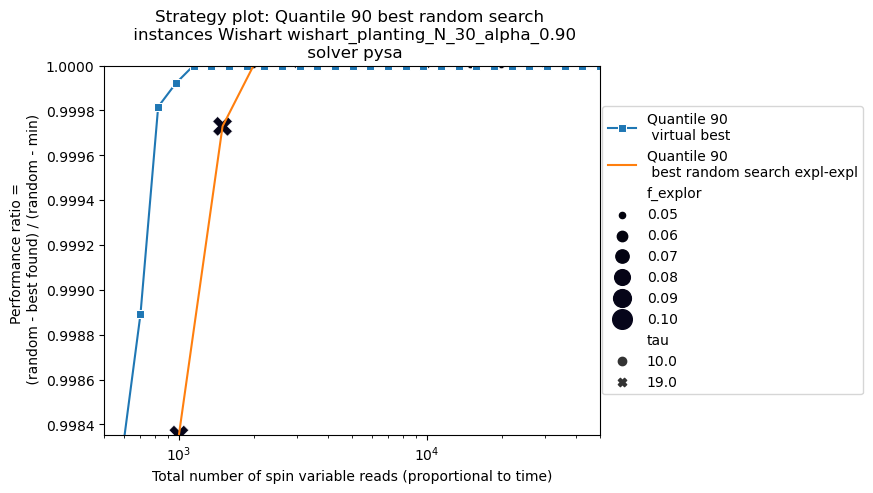 Strategy plot: Quantile 90 best random search
instances Wishart wishart_planting_N_30_alpha_0.90
solver pysa
1.0000
0.9998
0.9996
0.9994
0.9992
0.9990
0.9988
0.9986
0.9984
Performance ratio =
(random - best found) / (random - min)
10^3
10^4
Total number of spin variable reads (proportional to time)
Quantile 90
virtual best
Quantile 90
best random search expl-expl
f_explor
0.05
0.06
0.07
0.08
0.09
0.10
tau
10.0
19.0